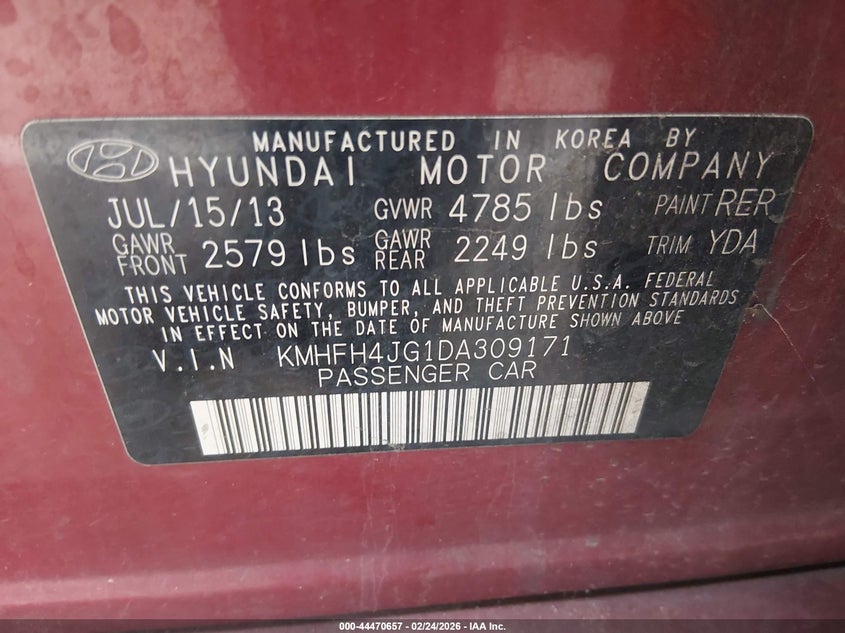 MANUFACTURED IN KOREA BY
HYUNDAI MOTOR COMPANY
JUL/15/13 GVWR 4785 lbs PAINT RER
GAWR FRONT 2579 lbs GAWR REAR 2249 lbs TRIM YDA
THIS VEHICLE CONFORMS TO ALL APPLICABLE U.S.A. FEDERAL
MOTOR VEHICLE SAFETY, BUMPER, AND THEFT PREVENTION STANDARDS
IN EFFECT ON THE DATE OF MANUFACTURE SHOWN ABOVE
V.I.N KMHFH4JG1DA309171
PASSENGER CAR
000-44470657 - 02/24/2026 - IAA Inc.